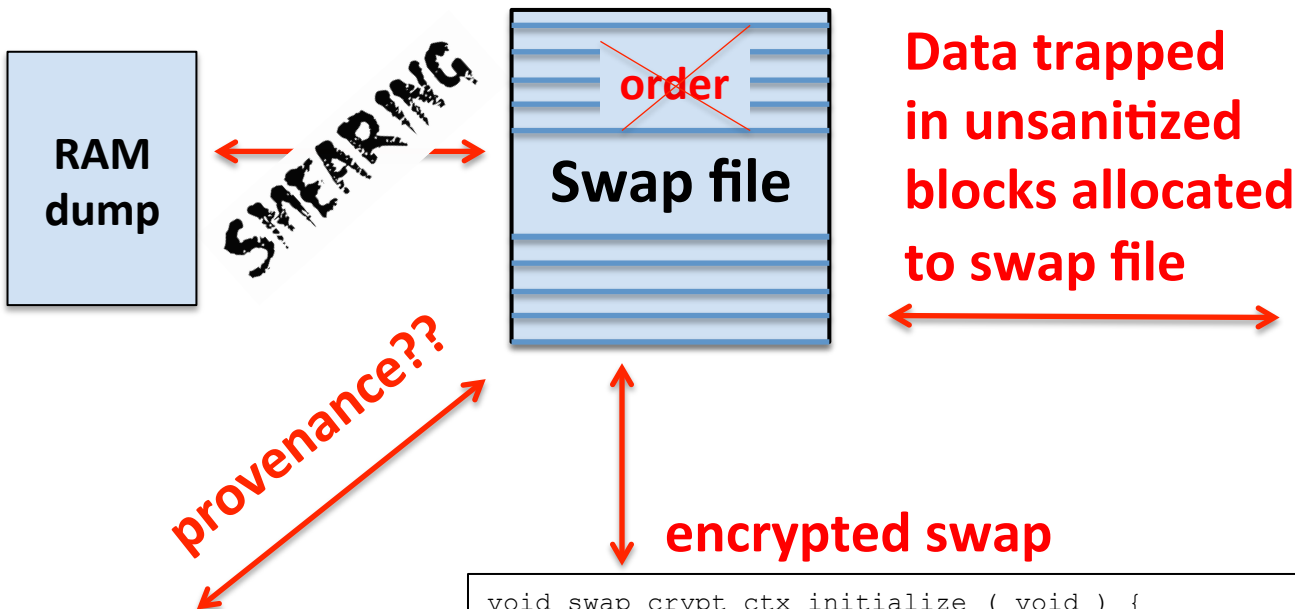 RAM
dump
SMEARING
order
Swap file
Data trapped
in unsanitized
blocks allocated
to swap file
provenance??
encrypted swap
void swap_crypt_ctx_initialize ( void ) {